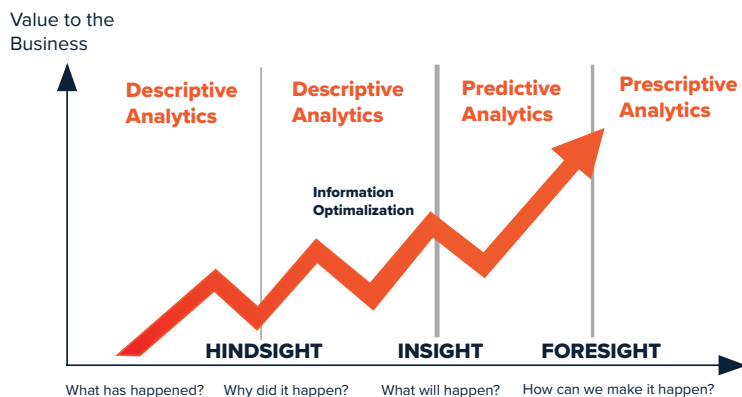 Value to the
Business
Descriptive
Analytics
Descriptive
Analytics
Predictive
Analytics
Prescriptive
Analytics
Information
Optimalization
HINDSIGHT
INSIGHT
FORESIGHT
What has happened?
Why did it happen?
What will happen?
How can we make it happen?